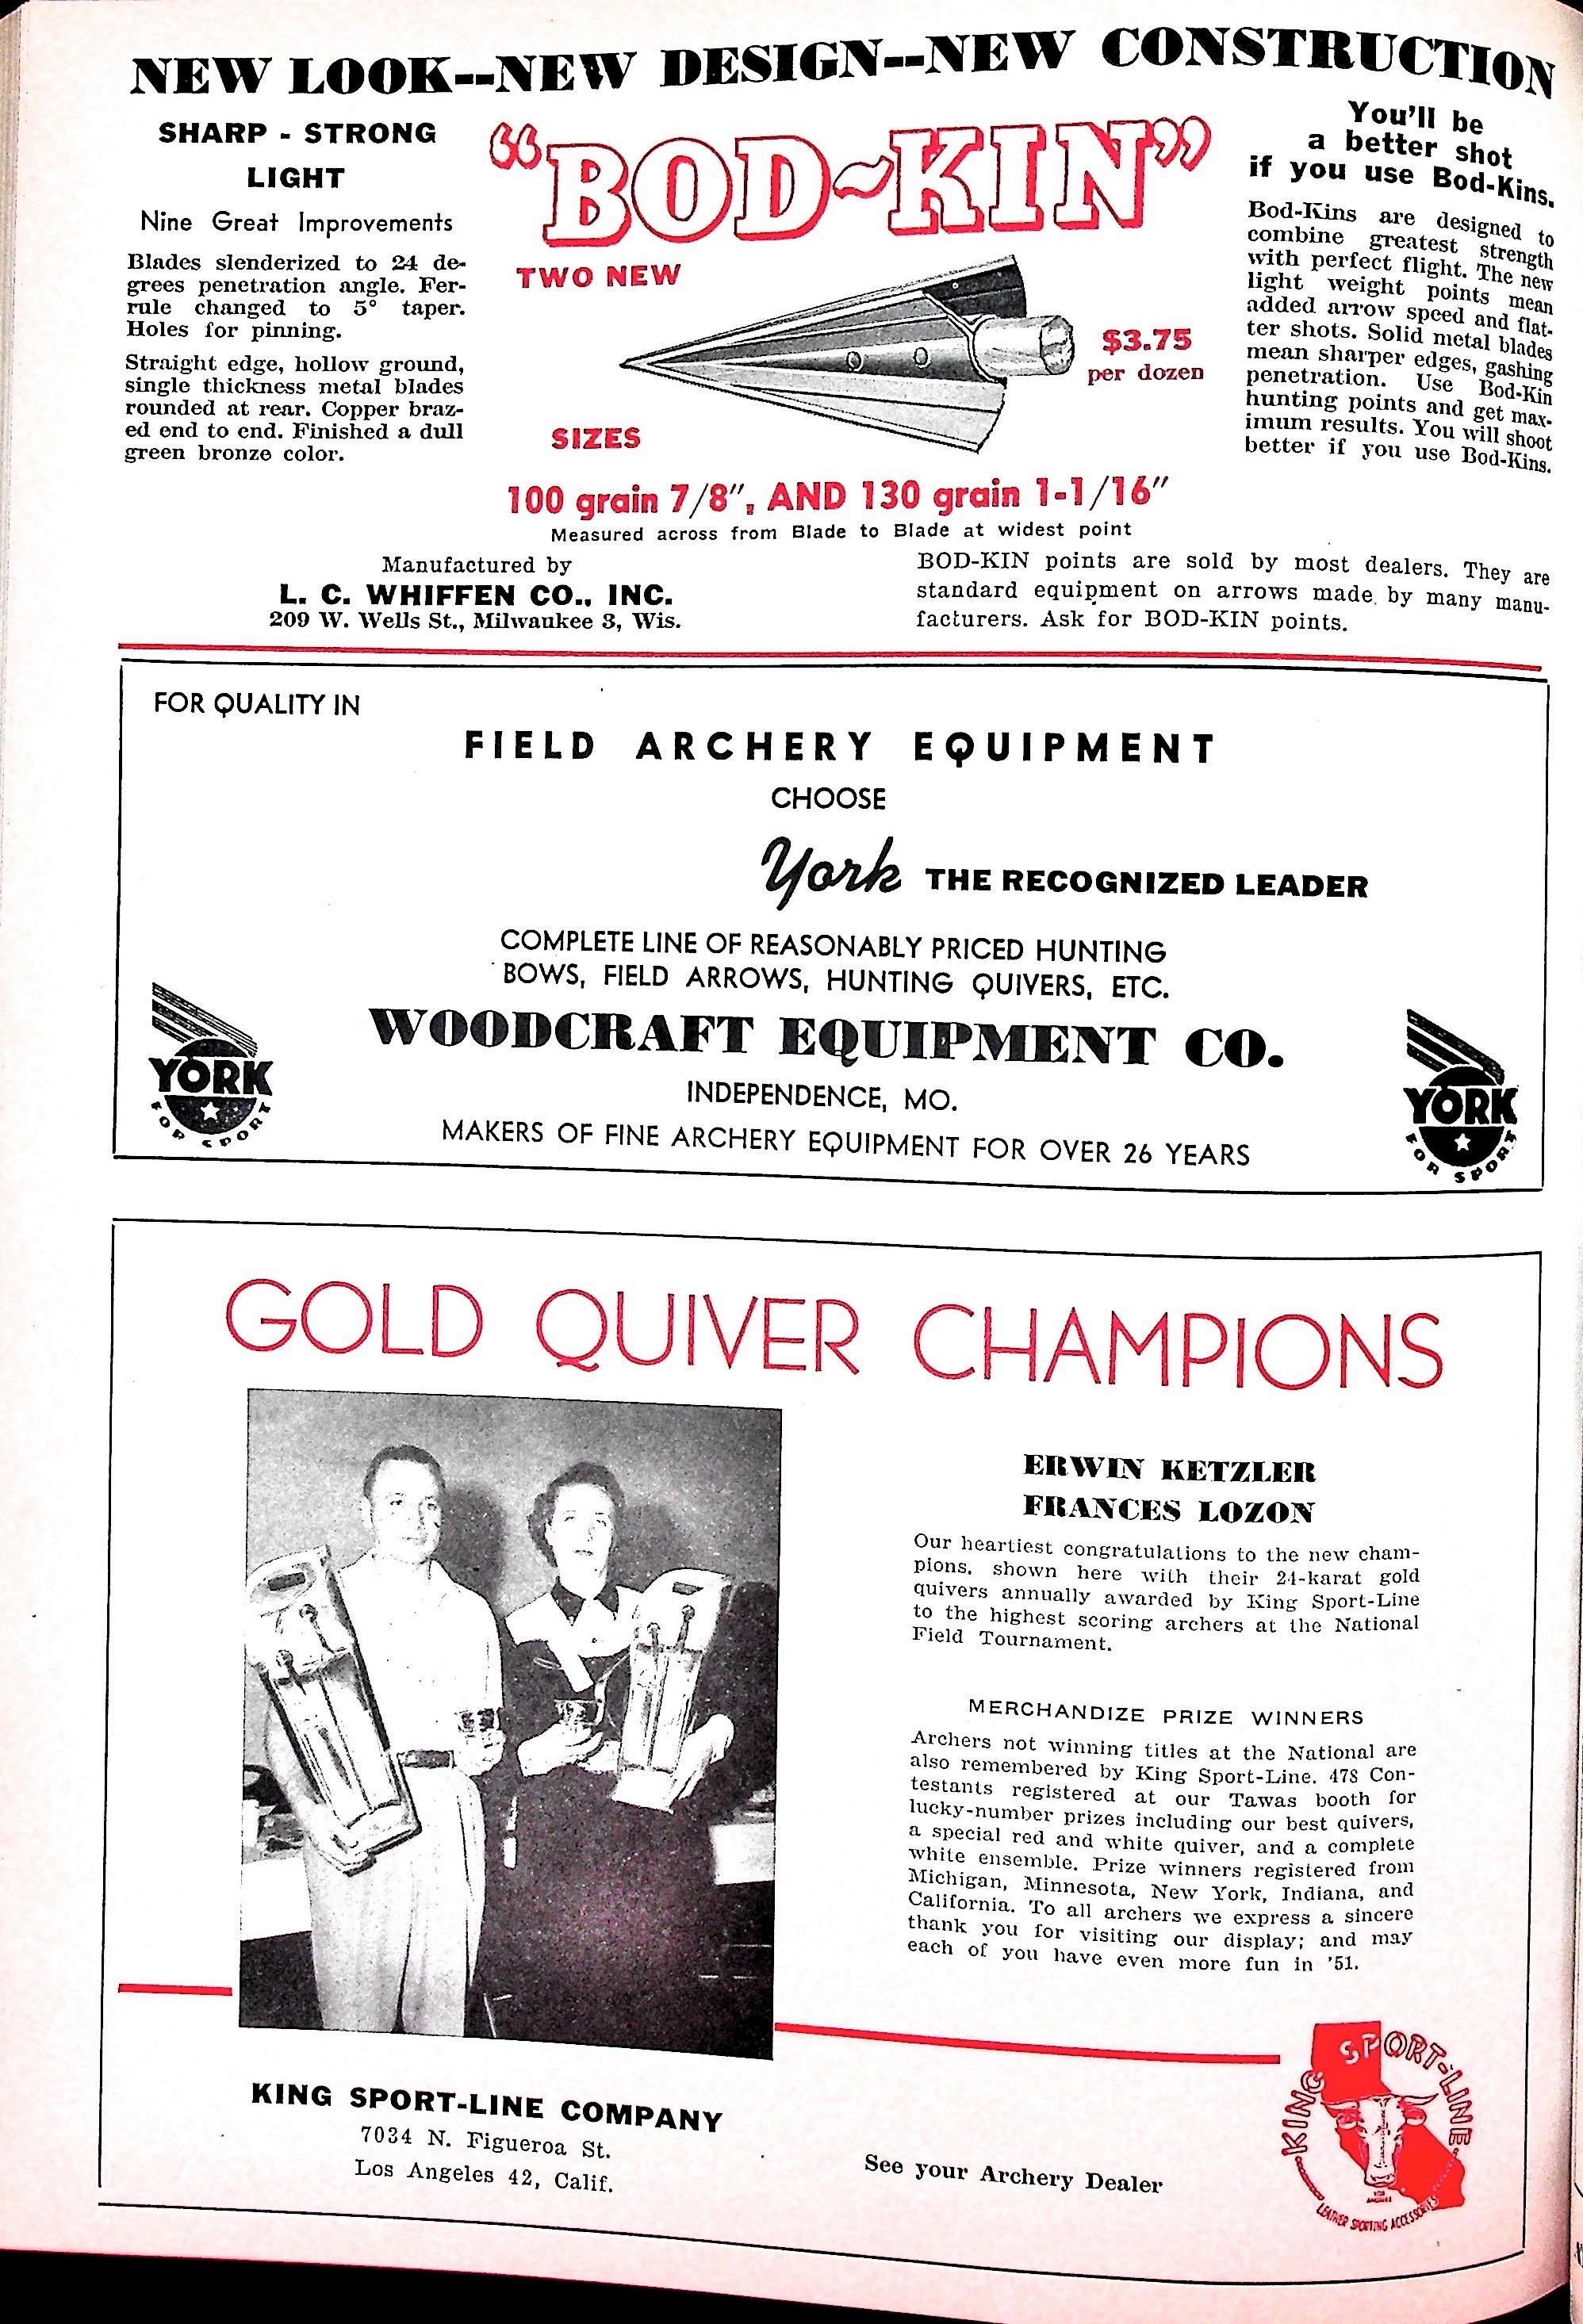 NEW LOOK--NEW DESIGN--NEW CONSTRUCTION
SHARP - STRONG
LIGHT
Nine Great Improvements
Blades slenderized to 24 de-
grees penetration angle. Fer-
rule changed to 5° taper.
Holes for pinning.
Straight edge, hollow ground,
single thickness metal blades
rounded at rear. Copper braz-
ed end to end. Finished a dull
green bronze color.
"BOD~KIN"
TWO NEW
$3.75
per dozen
SIZES
100 grain 7/8", AND 130 grain 1-1/16"
Measured across from Blade to Blade at widest point
You'll be
a better shot
if you use Bod-Kins.
Bod-Kins are designed to
combine greatest strength
with perfect flight. The new
light weight points mean
added arrow speed and flat-
ter shots. Solid metal blades
mean sharper edges, gashing
penetration. Use Bod-Kin
hunting points and get max-
imum results. You will shoot
better if you use Bod-Kins.
Manufactured by
L. C. WHIFFEN CO., INC.
209 W. Wells St., Milwaukee 3, Wis.
BOD-KIN points are sold by most dealers. They are
standard equipment on arrows made by many manu-
facturers. Ask for BOD-KIN points.
FOR QUALITY IN
FIELD ARCHERY EQUIPMENT
CHOOSE
York THE RECOGNIZED LEADER
COMPLETE LINE OF REASONABLY PRICED HUNTING
BOWS, FIELD ARROWS, HUNTING QUIVERS, ETC.
WOODCRAFT EQUIPMENT CO.
INDEPENDENCE, MO.
MAKERS OF FINE ARCHERY EQUIPMENT FOR OVER 26 YEARS
YORK
FOR SPORT
YORK
FOR SPORT
GOLD QUIVER CHAMPIONS
ERWIN KETZLER
FRANCES LOZON
Our heartiest congratulations to the new cham-
pions, shown here with their 24-karat gold
quivers annually awarded by King Sport-Line
to the highest scoring archers at the National
Field Tournament.
MERCHANDIZE PRIZE WINNERS
Archers not winning titles at the National are
also remembered by King Sport-Line. 478 Con-
testants registered at our Tawas booth for
lucky-number prizes including our best quivers,
a special red and white quiver, and a complete
white ensemble. Prize winners registered from
Michigan, Minnesota, New York, Indiana, and
California. To all archers we express a sincere
thank you for visiting our display; and may
each of you have even more fun in '51.
KING SPORT-LINE COMPANY
7034 N. Figueroa St.
Los Angeles 42, Calif.
See your Archery Dealer
KING SPORT-LINE
LOS ANGELES
LEATHER SPORTING ACCESSORIES